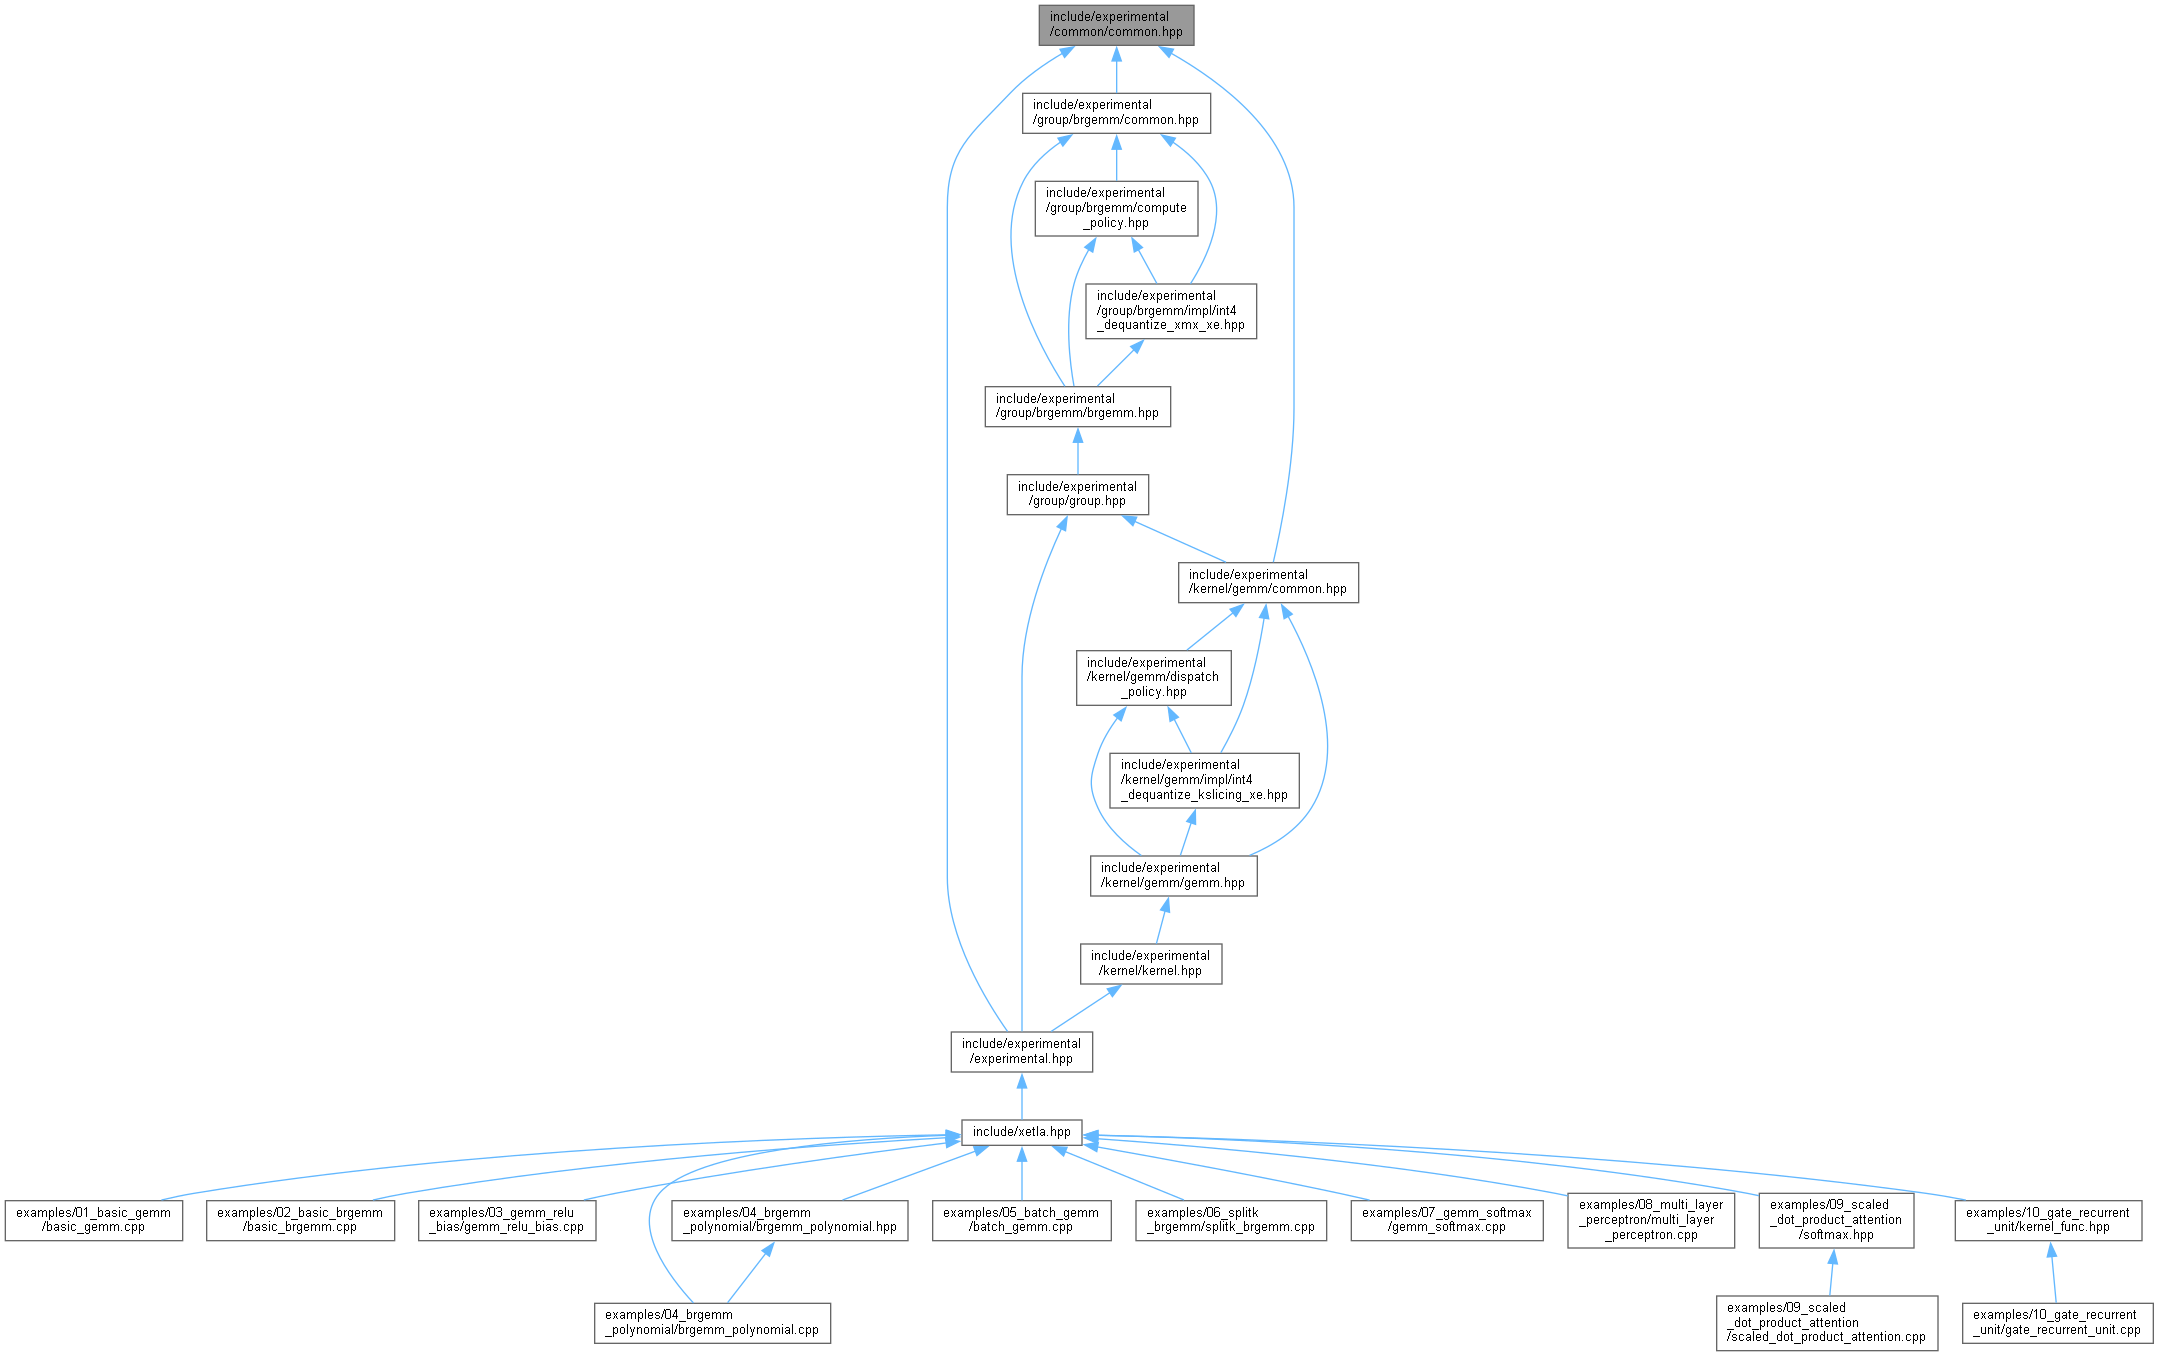 include/experimental
/common/common.hpp
include/experimental
/group/brgemm/common.hpp
include/experimental
/group/brgemm/compute
_policy.hpp
include/experimental
/group/brgemm/impl/int4
_dequantize_xmx_xe.hpp
include/experimental
/group/brgemm/brgemm.hpp
include/experimental
/group/group.hpp
include/experimental
/kernel/gemm/common.hpp
include/experimental
/kernel/gemm/dispatch
_policy.hpp
include/experimental
/kernel/gemm/impl/int4
_dequantize_kslicing_xe.hpp
include/experimental
/kernel/gemm/gemm.hpp
include/experimental
/kernel/kernel.hpp
include/experimental
/experimental.hpp
include/xetla.hpp
examples/01_basic_gemm
/basic_gemm.cpp
examples/02_basic_brgemm
/basic_brgemm.cpp
examples/03_gemm_relu
_bias/gemm_relu_bias.cpp
examples/04_brgemm
_polynomial/brgemm_polynomial.hpp
examples/05_batch_gemm
/batch_gemm.cpp
examples/06_splitk
_brgemm/splitk_brgemm.cpp
examples/07_gemm_softmax
/gemm_softmax.cpp
examples/08_multi_layer
_perceptron/multi_layer
_perceptron.cpp
examples/09_scaled
_dot_product_attention
/softmax.hpp
examples/10_gate_recurrent
_unit/kernel_func.hpp
examples/04_brgemm
_polynomial/brgemm_polynomial.cpp
examples/09_scaled
_dot_product_attention
/scaled_dot_product_attention.cpp
examples/10_gate_recurrent
_unit/gate_recurrent_unit.cpp